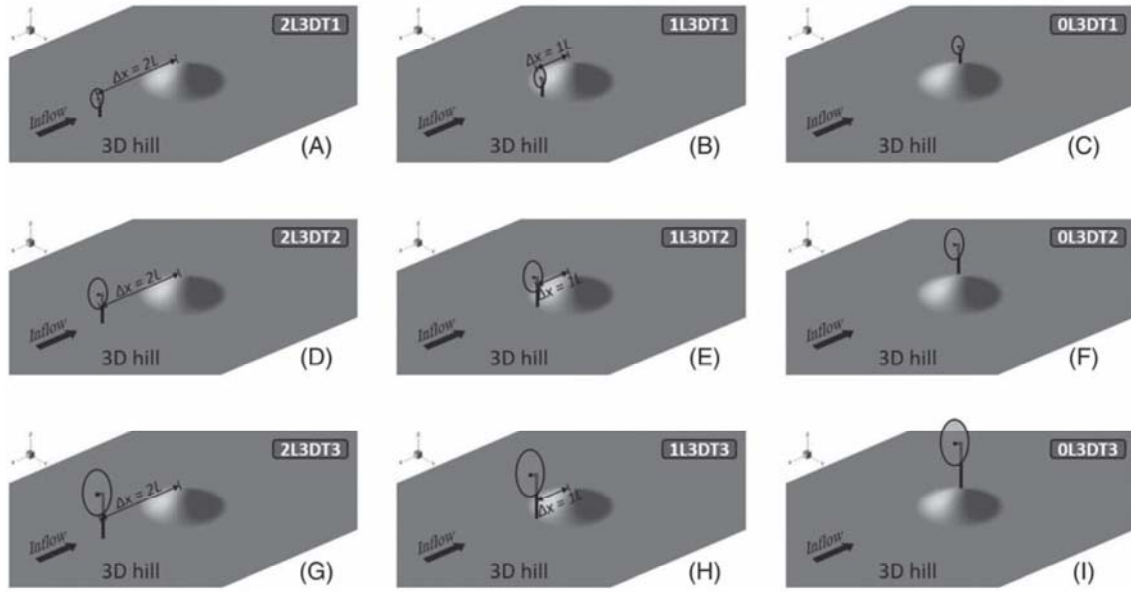 2L3DT1
Δx = 2L
Inflow
3D hill
(A)
1L3DT1
Δx = 1L
Inflow
3D hill
(B)
0L3DT1
Inflow
3D hill
(C)
2L3DT2
Δx = 2L
Inflow
3D hill
(D)
1L3DT2
Δx = 1L
Inflow
3D hill
(E)
0L3DT2
Inflow
3D hill
(F)
2L3DT3
Δx = 2L
Inflow
3D hill
(G)
1L3DT3
Δx = 1L
Inflow
3D hill
(H)
0L3DT3
Inflow
3D hill
(I)